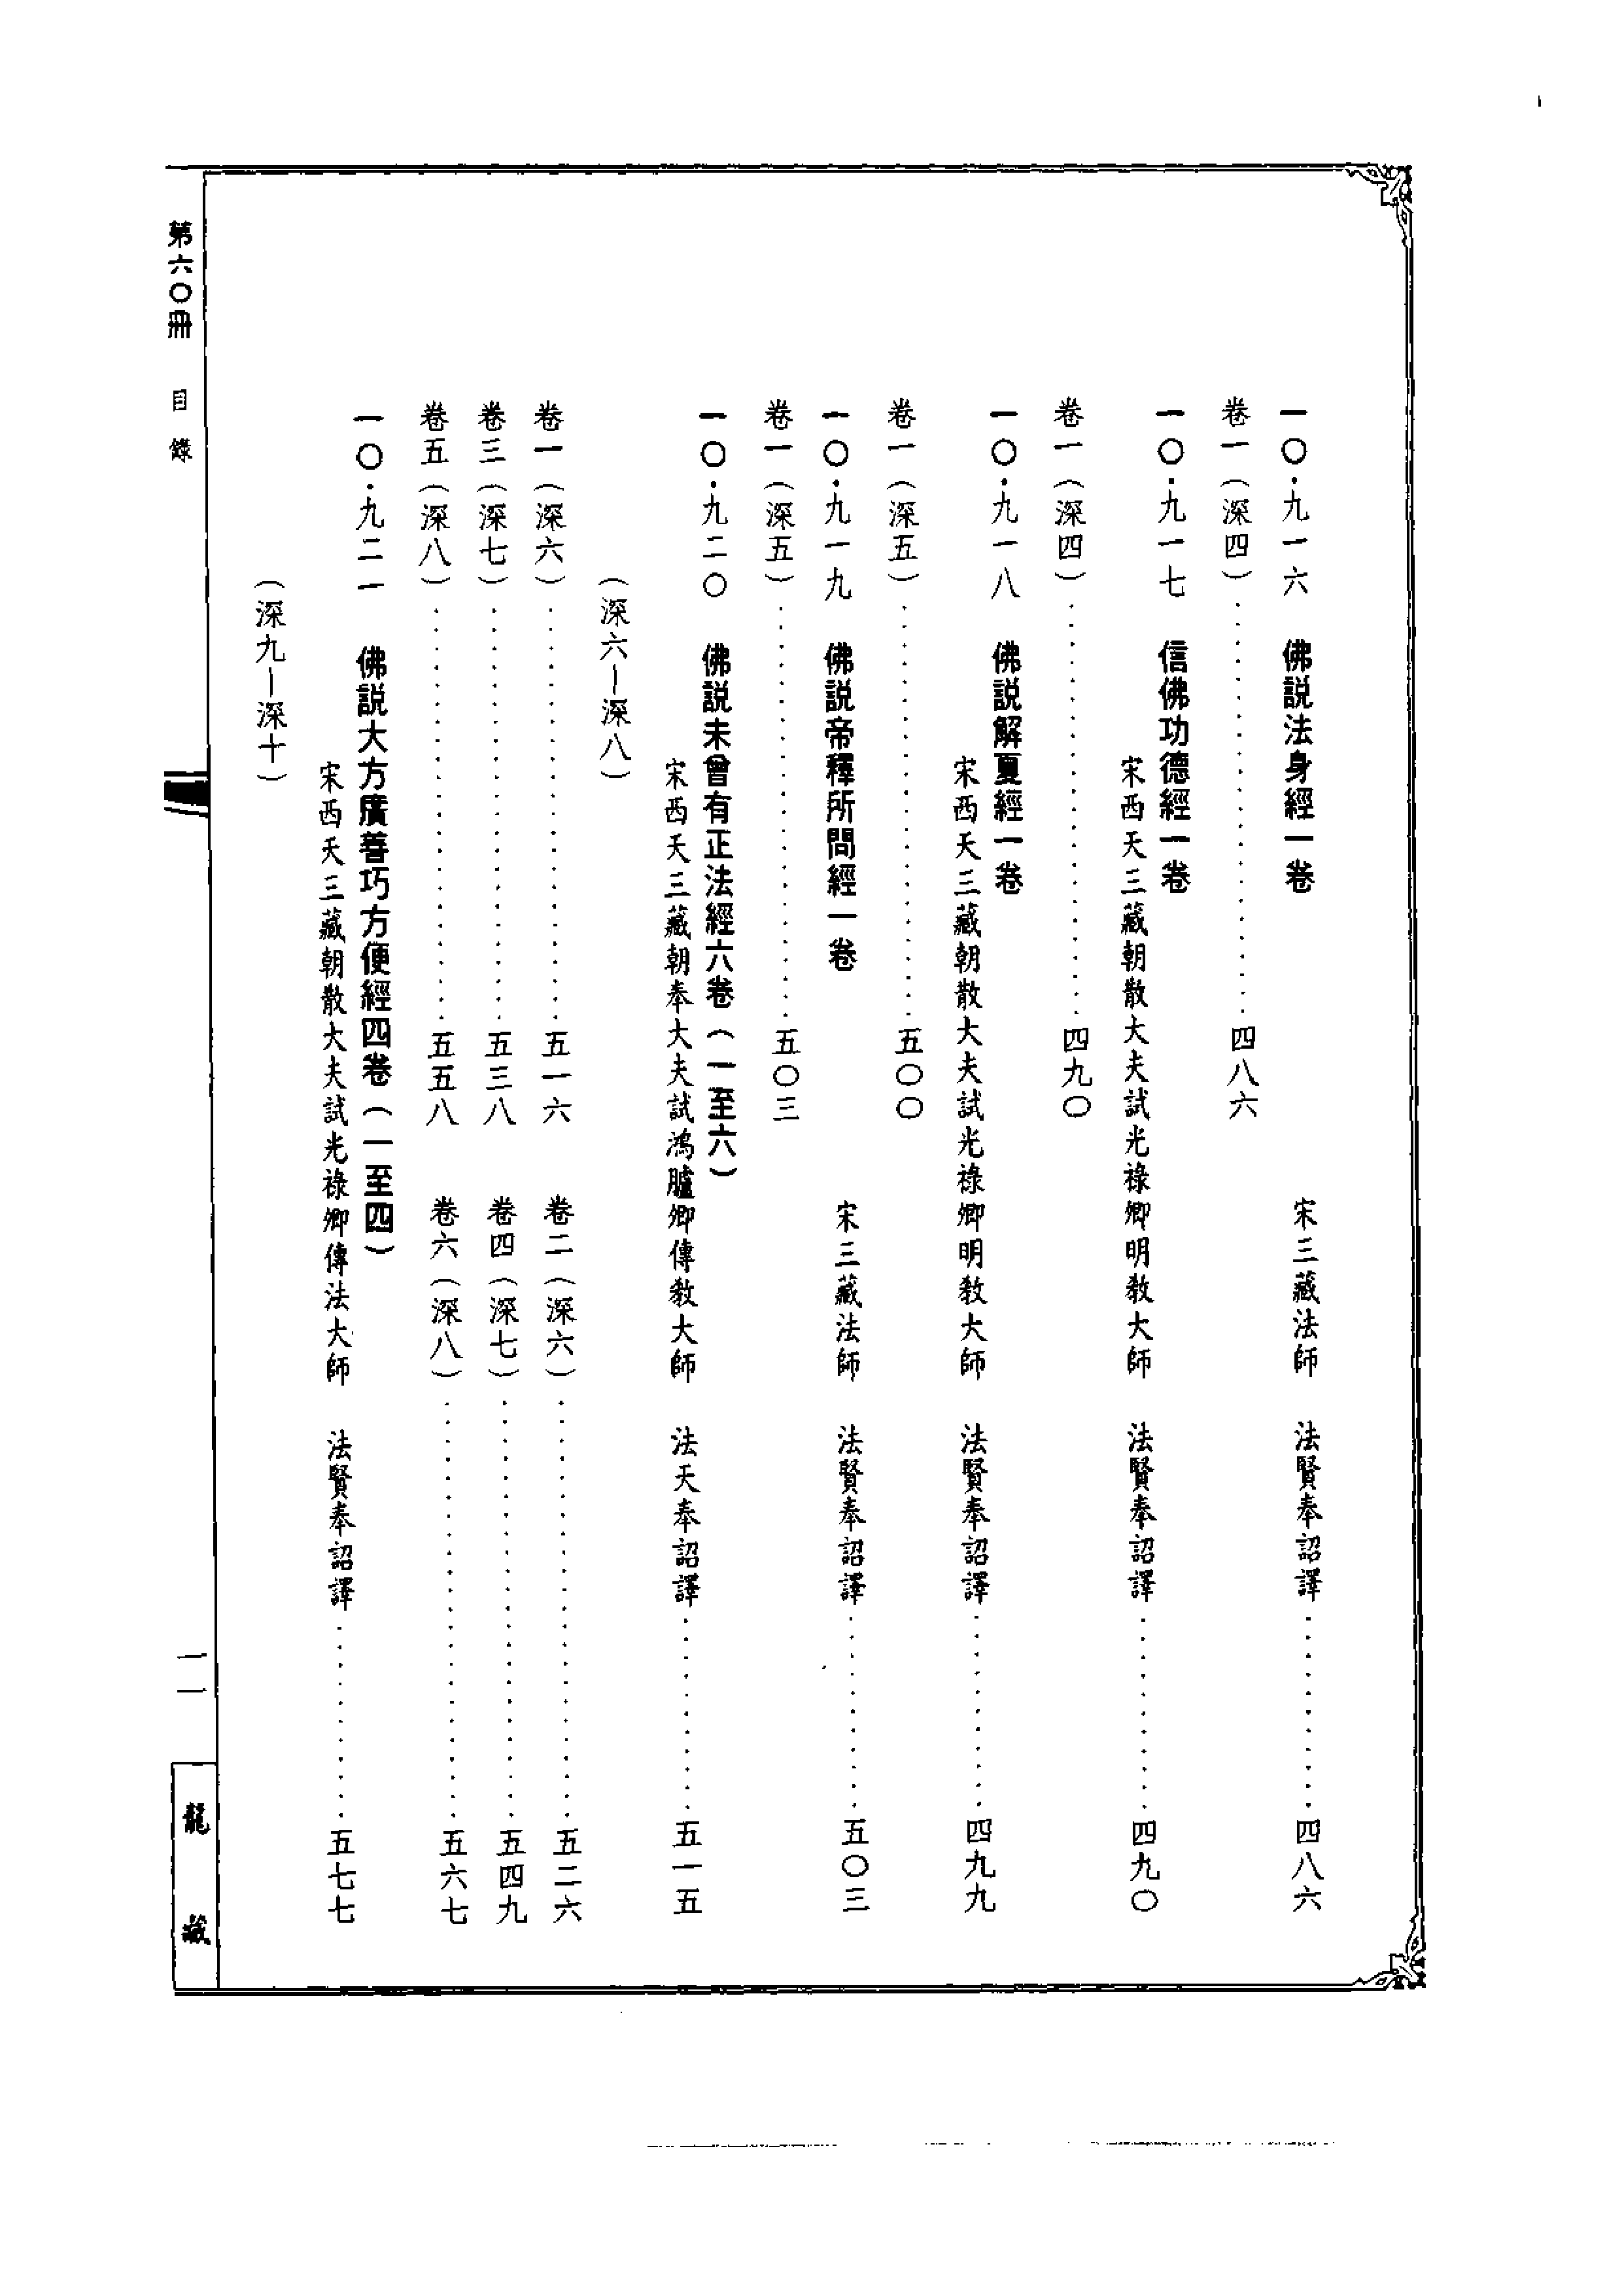 一〇·九一六　佛説法身經一卷　宋三藏法師　法賢奉詔譯……四八六
卷一（深四）……四八六
一〇·九一七　信佛功德經一卷
宋西天三藏朝散大夫試光祿卿明教大師　法賢奉詔譯……四九〇
卷一（深四）……四九〇
一〇·九一八　佛説解夏經一卷
宋西天三藏朝散大夫試光祿卿明教大師　法賢奉詔譯……四九九
卷一（深五）……五〇〇
一〇·九一九　佛説帝釋所問經一卷　宋三藏法師　法賢奉詔譯……五〇三
卷一（深五）……五〇三
一〇·九二〇　佛説未曾有正法經六卷（一至六）
宋西天三藏朝奉大夫試鴻臚卿傳教大師　法天奉詔譯……五一五
（深六—深八）
卷一（深六）……五一六　卷二（深六）……五二六
卷三（深七）……五三八　卷四（深七）……五四九
卷五（深八）……五五八　卷六（深八）……五六七
一〇·九二一　佛説大方廣善巧方便經四卷（一至四）
宋西天三藏朝散大夫試光祿卿傳法大師　法賢奉詔譯……五七七
（深九—深十）
第六〇冊　目錄　一一　龍藏